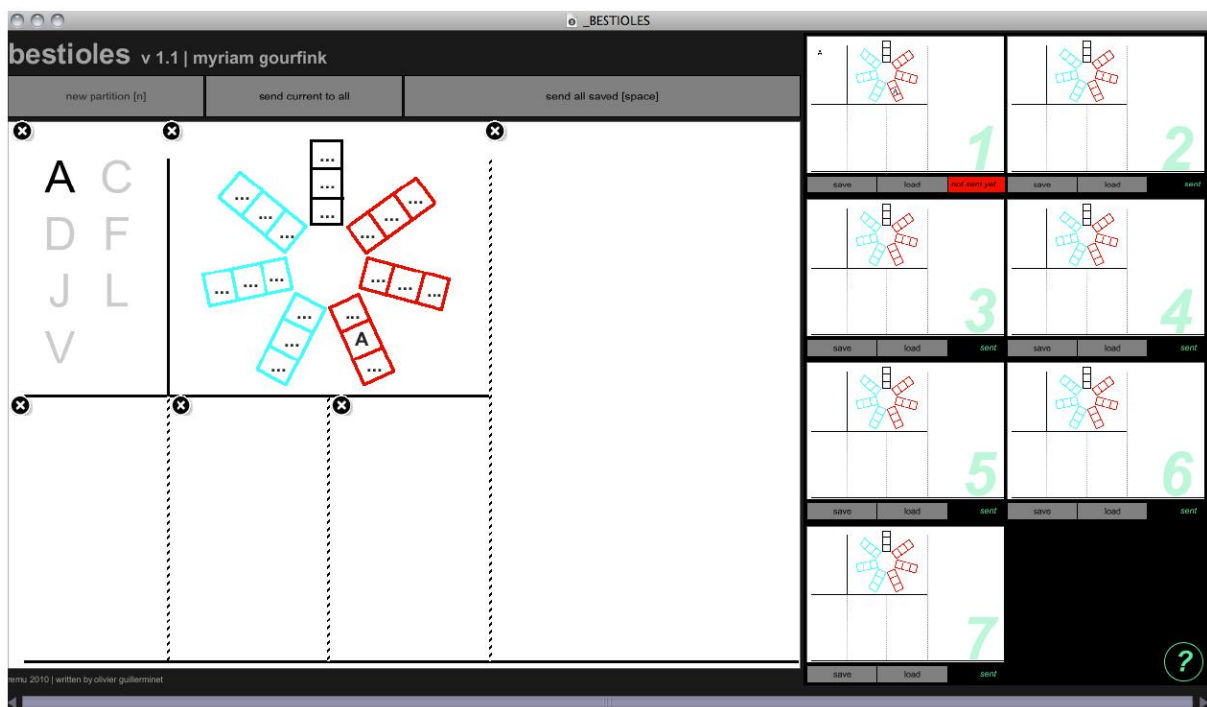 _BESTIOLES
bestioles v 1.1 | myriam gourfink
new partition [n] send current to all send all saved [space]
A C
D F
J L
V
...
...
...
... ... ...
... ... ...
...
A
...
...
...
...
... ... ...
... ... ...
A
A
1
save load not sent yet
2
save load sent
3
save load sent
4
save load sent
5
save load sent
6
save load sent
7
save load sent
?
2010 | written by olivier guillerminet